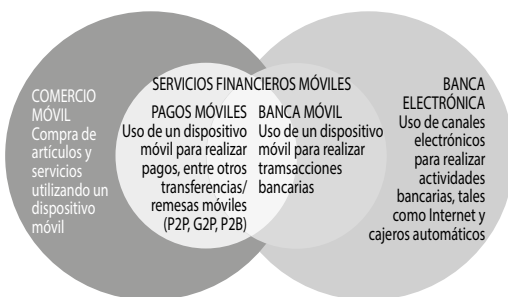 SERVICIOS FINANCIEROS MÓVILES
COMERCIO
MÓVIL
Compra de
artículos y
servicios
utilizando un
dispositivo
móvil
PAGOS MÓVILES
Uso de un dispositivo
móvil para realizar
pagos, entre otros
transferencias/
remesas móviles
(P2P, G2P, P2B)
BANCA MÓVIL
Uso de un dispositivo
móvil para realizar
tramsacciones
bancarias
BANCA
ELECTRÓNICA
Uso de canales
electrónicos
para realizar
actividades
bancarias, tales
como Internet y
cajeros automáticos